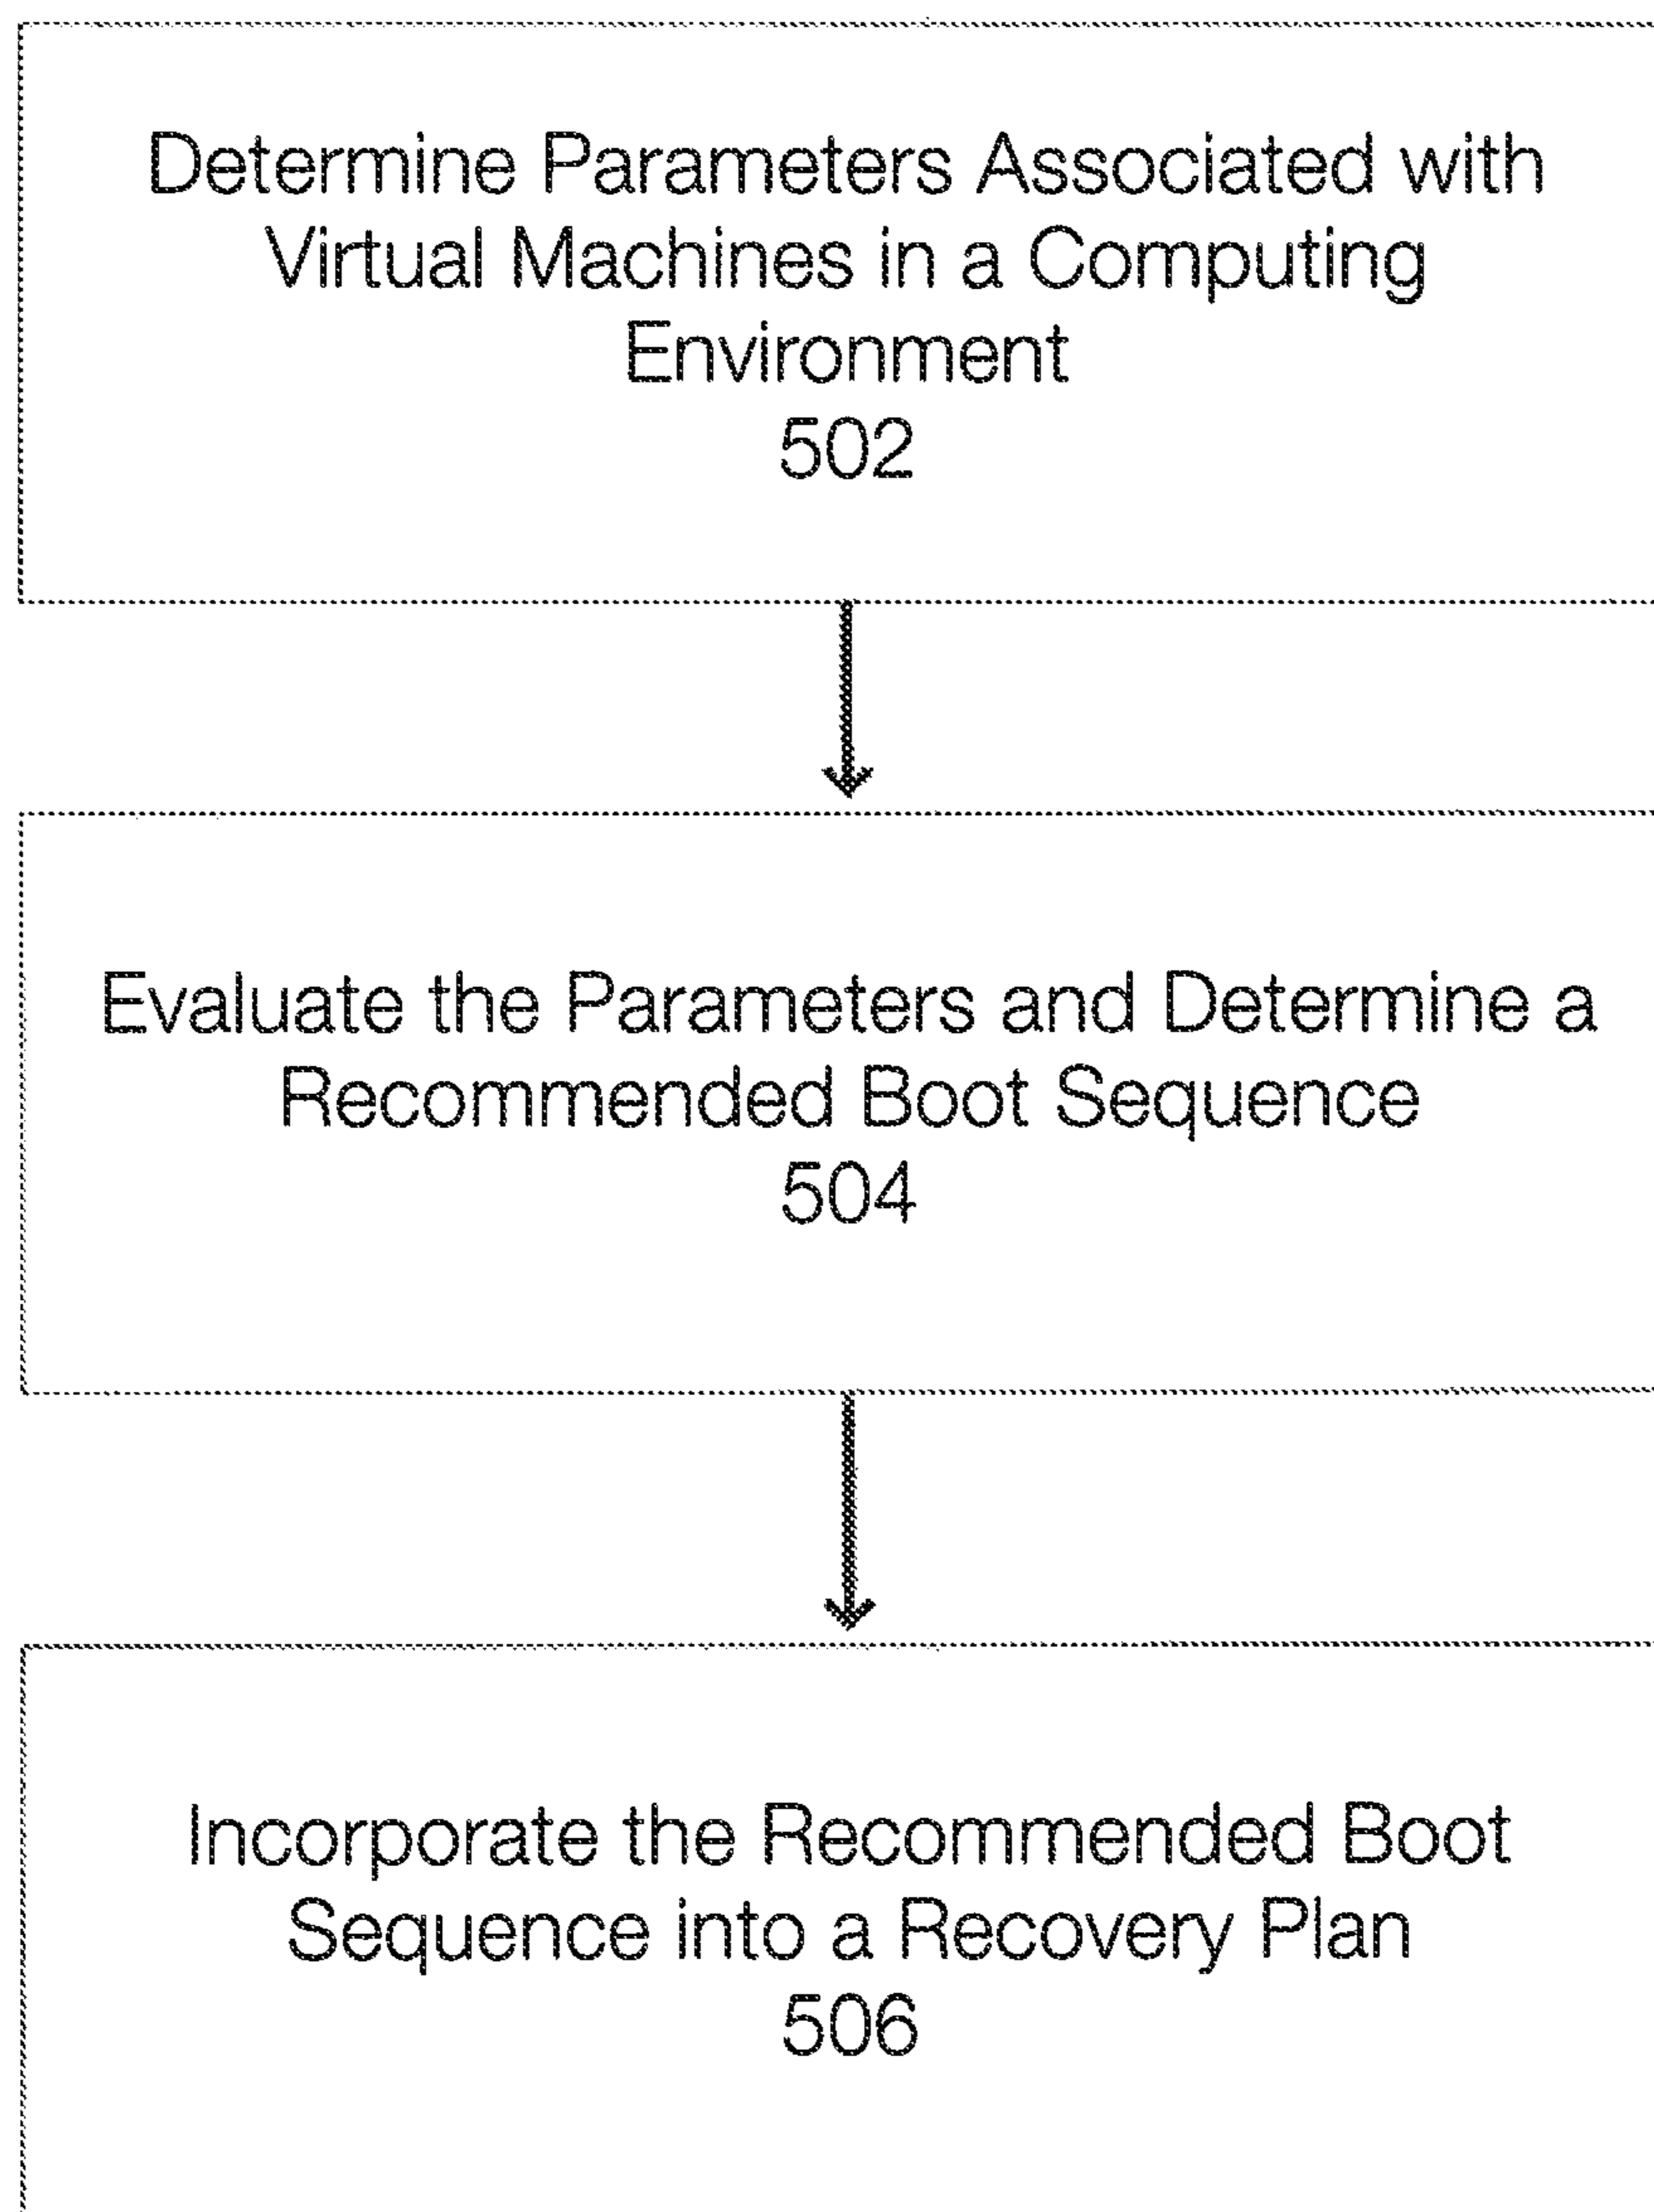 Determine Parameters Associated with
Virtual Machines in a Computing
Environment
502
Evaluate the Parameters and Determine a
Recommended Boot Sequence
504
Incorporate the Recommended Boot
Sequence into a Recovery Plan
506